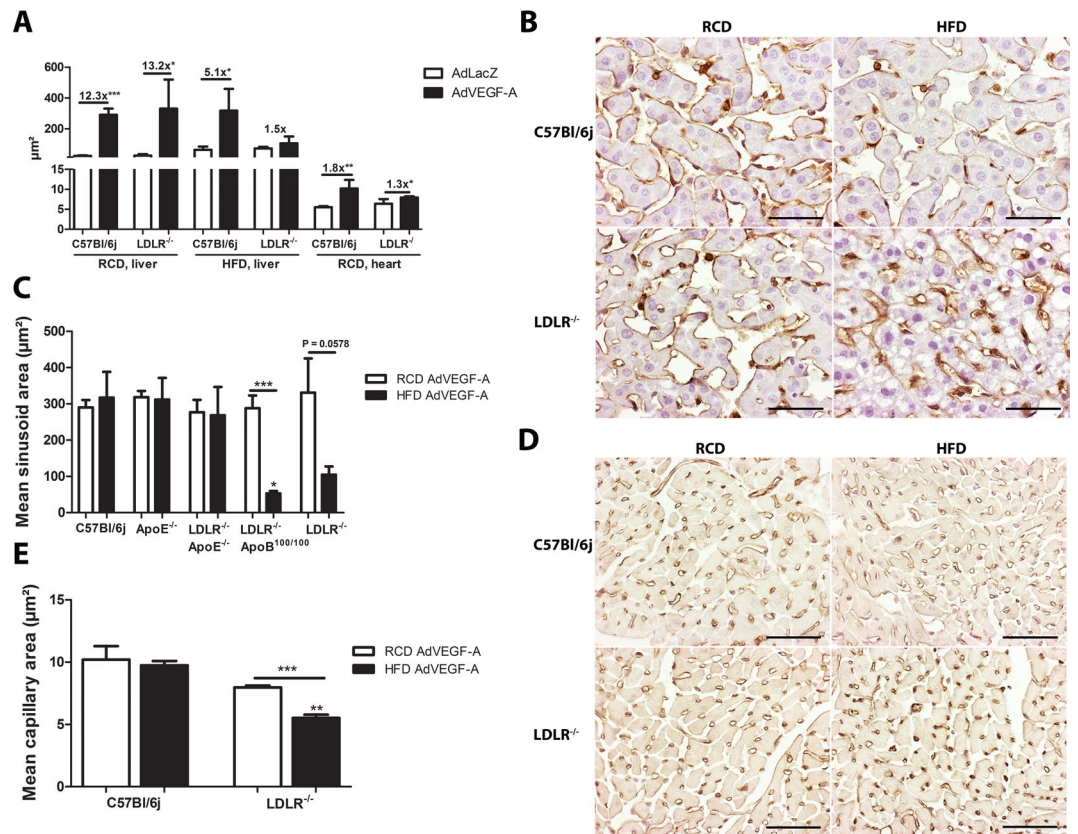 A
600
400
200
µm²
15
10
5
0
12.3x***
13.2x*
5.1x*
1.5x
1.8x**
1.3x*
AdLacZ
AdVEGF-A
C57Bl/6j
LDLR-/-
C57Bl/6j
LDLR-/-
C57Bl/6j
LDLR-/
RCD, liver
HFD, liver
RCD, heart
B
RCD
HFD
C57Bl/6j
LDLR-/-
C
Mean sinusoid area (µm²)
500
400
300
200
100
0
***
*
P = 0.0578
RCD AdVEGF-A
HFD AdVEGF-A
C57Bl/6j
ApoE-/-
LDLR-/-
ApoE-/-
LDLR-/-
ApoB100/100
LDLR-/-
D
RCD
HFD
C57Bl/6j
LDLR-/-
E
Mean capillary area (µm²)
15
10
5
0
***
**
RCD AdVEGF-A
HFD AdVEGF-A
C57Bl/6j
LDLR-/-